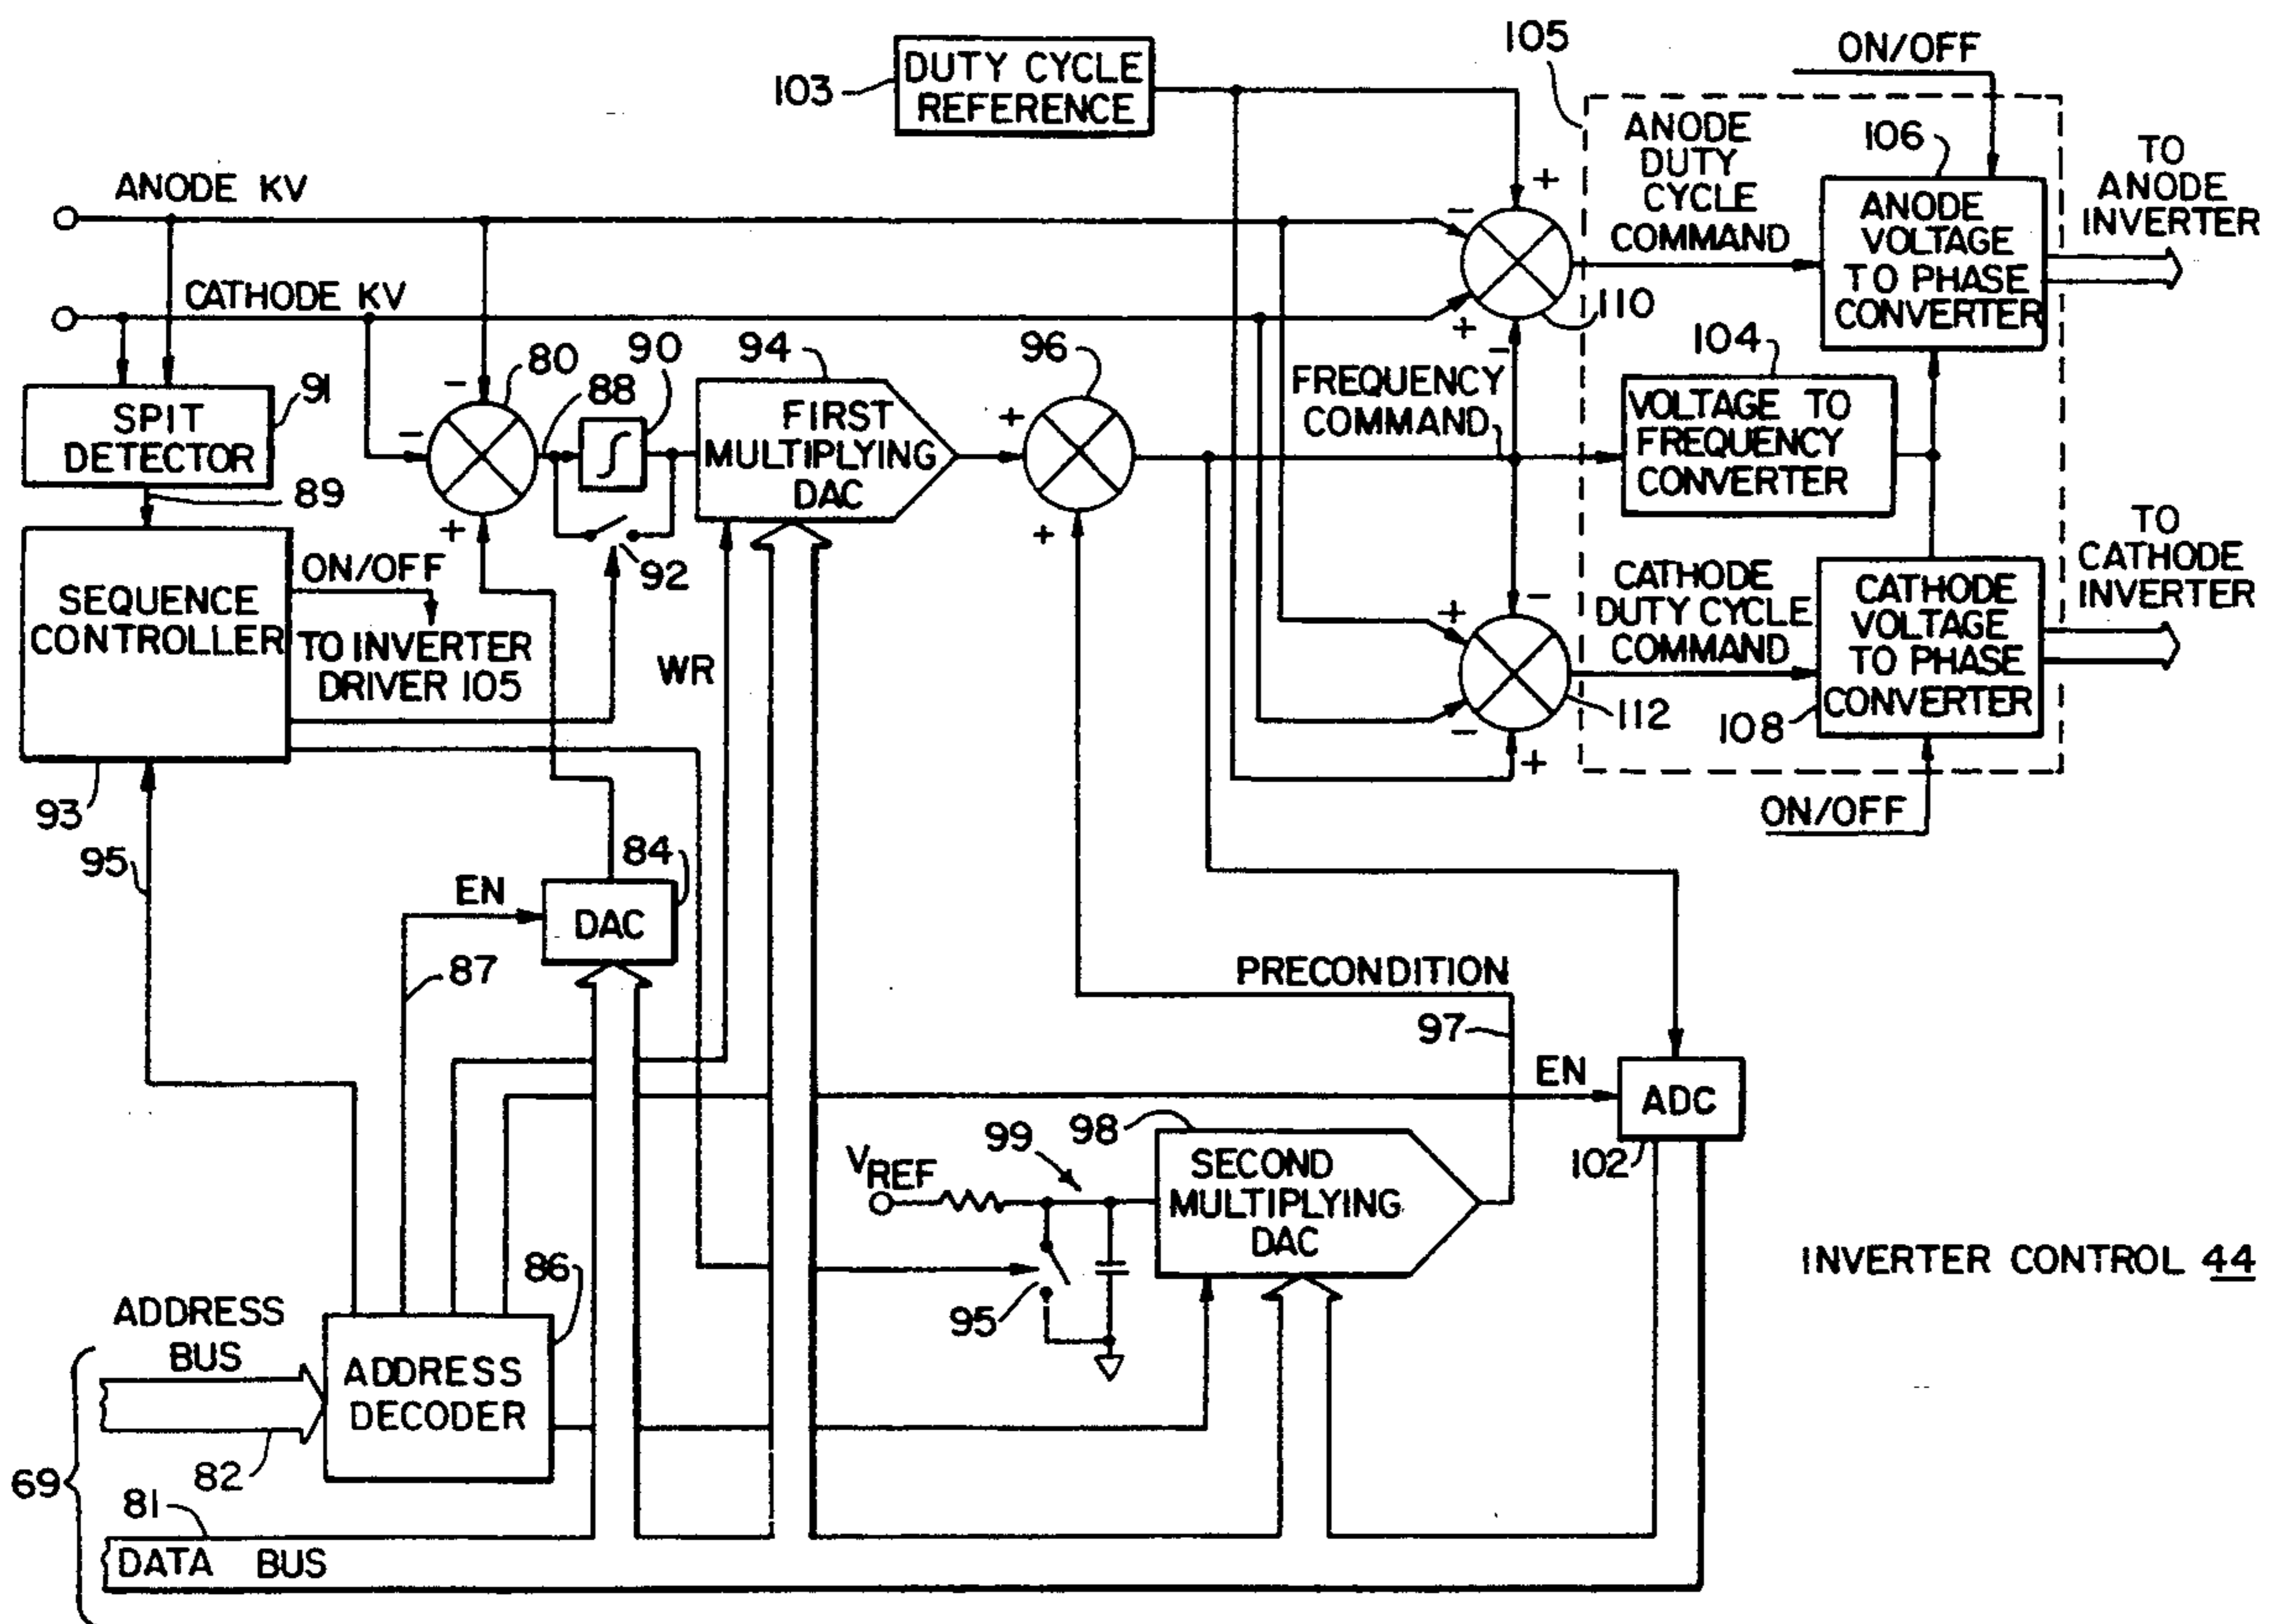 DUTY CYCLE
REFERENCE
103
105
ON/OFF
ANODE
DUTY
CYCLE
COMMAND
106
ANODE
VOLTAGE
TO PHASE
CONVERTER
TO
ANODE
INVERTER
ANODE KV
CATHODE KV
+
-
+
-
110
SPIT
DETECTOR
91
89
-
-
+
80
88
90
92
94
FIRST
MULTIPLYING
DAC
96
+
+
FREQUENCY
COMMAND
104
VOLTAGE TO
FREQUENCY
CONVERTER
SEQUENCE
CONTROLLER
93
ON/OFF
TO INVERTER
DRIVER 105
WR
+
-
-
+
112
CATHODE
DUTY CYCLE
COMMAND
CATHODE
VOLTAGE
TO PHASE
CONVERTER
108
TO
CATHODE
INVERTER
ON/OFF
95
EN
DAC
84
87
PRECONDITION
97
EN
ADC
102
VREF
99
98
SECOND
MULTIPLYING
DAC
95
INVERTER CONTROL 44
ADDRESS
BUS
86
ADDRESS
DECODER
82
69
81
DATA BUS